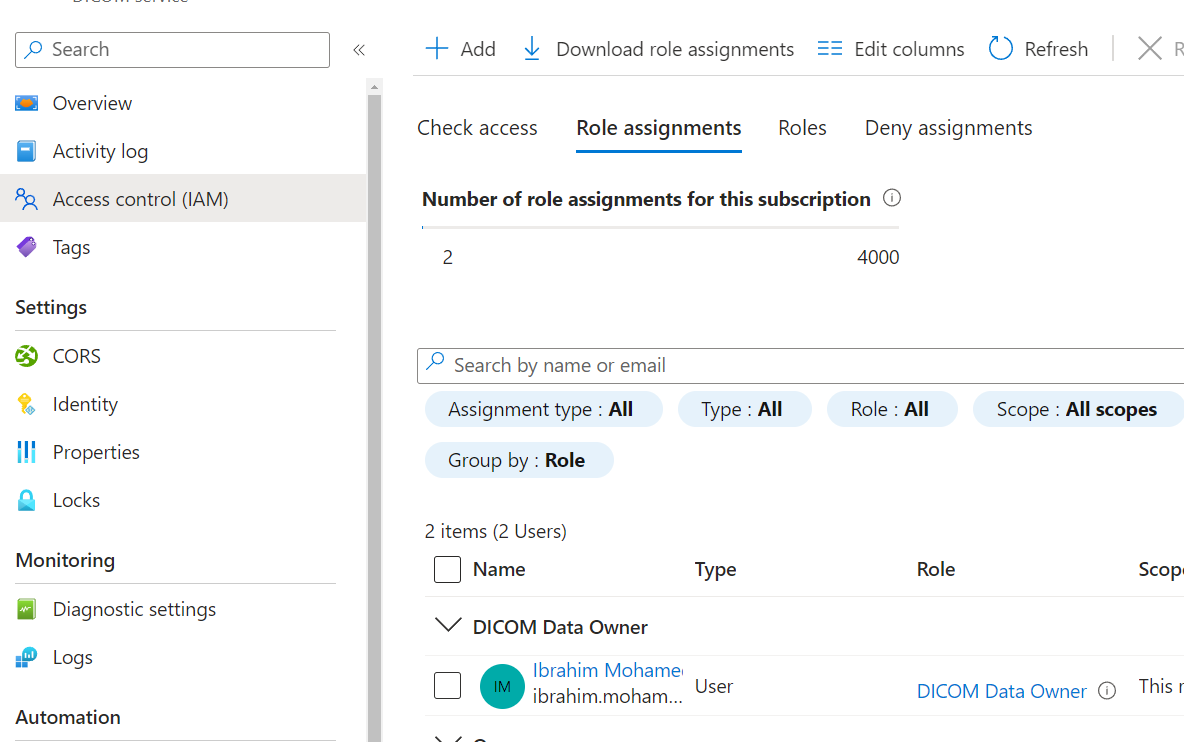 DICOM service
Search
Add
Download role assignments
Edit columns
Refresh
R
Overview
Activity log
Access control (IAM)
Tags
Settings
CORS
Identity
Properties
Locks
Monitoring
Diagnostic settings
Logs
Automation
Check access
Role assignments
Roles
Deny assignments
Number of role assignments for this subscription
2
4000
Search by name or email
Assignment type : All
Type : All
Role : All
Scope : All scopes
Group by : Role
2 items (2 Users)
Name
Type
Role
Scope
DICOM Data Owner
IM
Ibrahim Mohame
ibrahim.moham...
User
DICOM Data Owner
This r